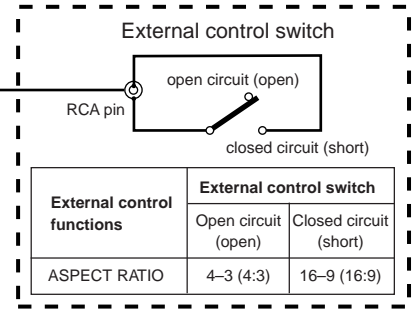 External control switch
open circuit (open)
RCA pin
closed circuit (short)
External control functions
External control switch
Open circuit (open)
Closed circuit (short)
ASPECT RATIO
4–3 (4:3)
16–9 (16:9)